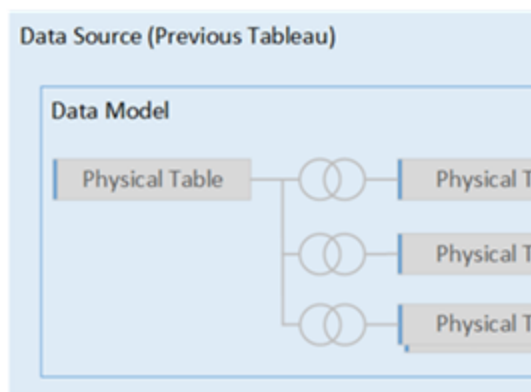 Data Source (Previous Tableau)
Data Model
Physical Table
Physical T
Physical T
Physical T